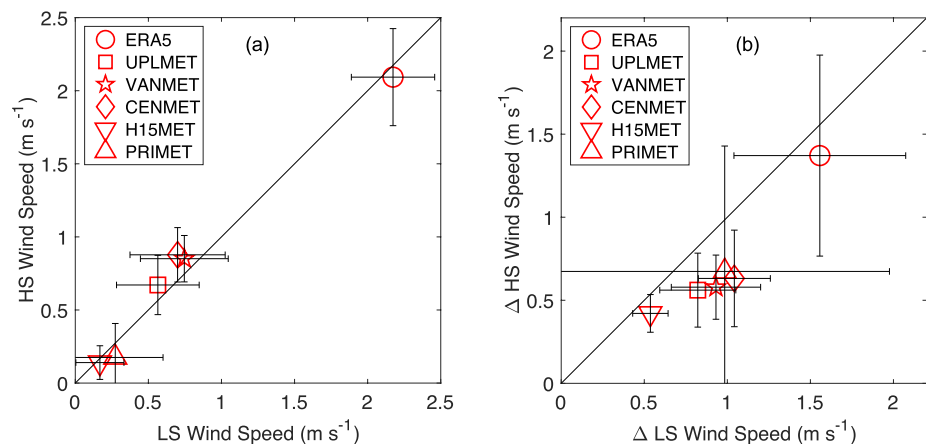 2.5
2
1.5
1
0.5
0
0
0.5
1
1.5
2
2.5
HS Wind Speed (m s-1)
LS Wind Speed (m s-1)
(a)
ERA5
UPLMET
VANMET
CENMET
H15MET
PRIMET
2
1.5
1
0.5
0
0
0.5
1
1.5
2
Δ HS Wind Speed (m s-1)
Δ LS Wind Speed (m s-1)
(b)
ERA5
UPLMET
VANMET
CENMET
H15MET
PRIMET